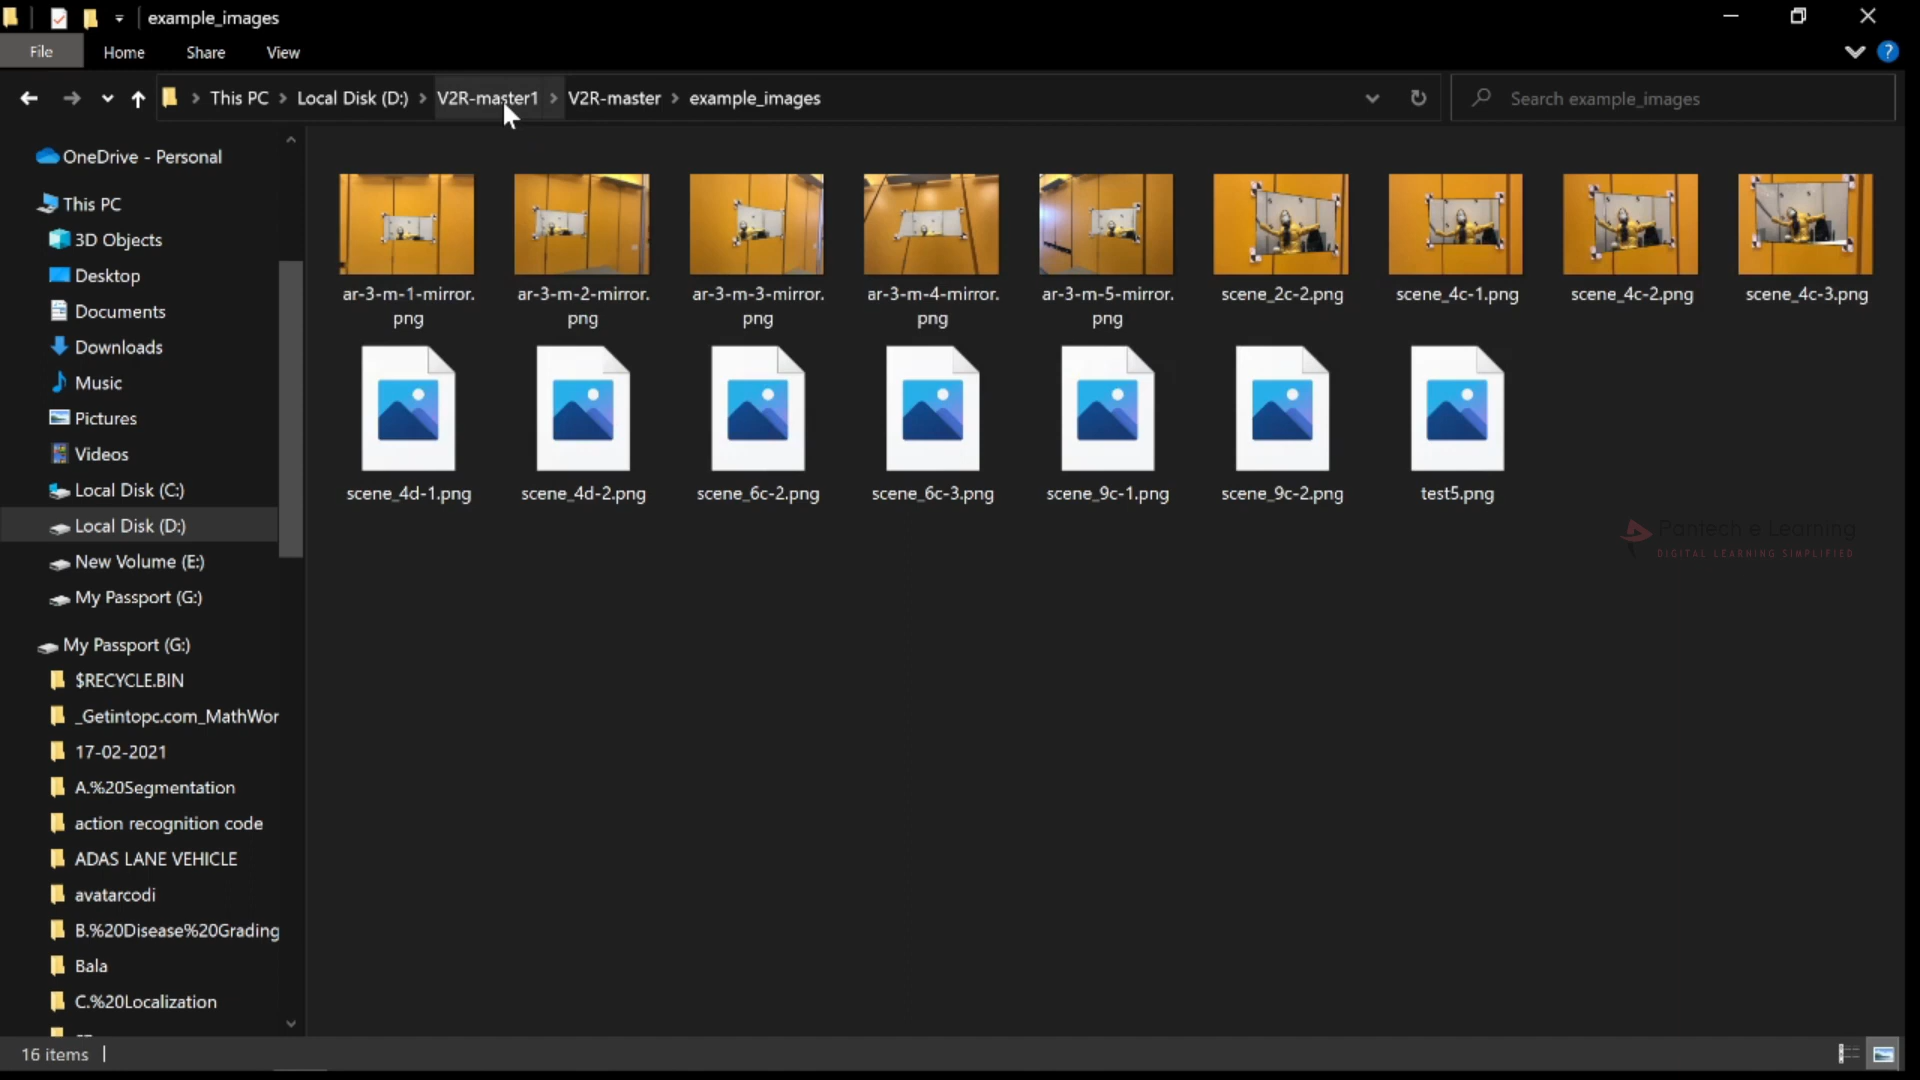 example_images
File Home Share View
?
This PC Local Disk (D:) V2R-master1 V2R-master example_images
Search example_images
OneDrive - Personal
This PC
3D Objects
Desktop
Documents
Downloads
Music
Pictures
Videos
Local Disk (C:)
Local Disk (D:)
New Volume (E:)
My Passport (G:)
My Passport (G:)
$RECYCLE.BIN
_Getintopc.com_MathWor
17-02-2021
A.%20Segmentation
action recognition code
ADAS LANE VEHICLE
avatarcodi
B.%20Disease%20Grading
Bala
C.%20Localization
ar-3-m-1-mirror.
png
ar-3-m-2-mirror.
png
ar-3-m-3-mirror.
png
ar-3-m-4-mirror.
png
ar-3-m-5-mirror.
png
scene_2c-2.png
scene_4c-1.png
scene_4c-2.png
scene_4c-3.png
scene_4d-1.png
scene_4d-2.png
scene_6c-2.png
scene_6c-3.png
scene_9c-1.png
scene_9c-2.png
test5.png
Pantech e Learning
DIGITAL LEARNING SIMPLIFIED
16 items